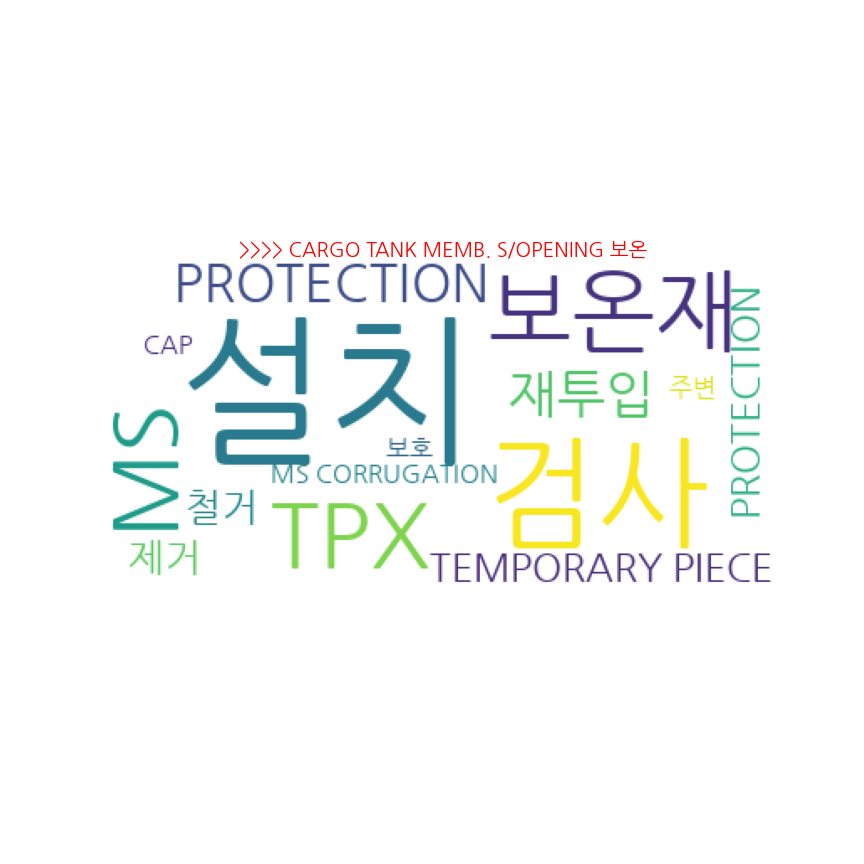 >>>> CARGO TANK MEMB. S/OPENING 보온
PROTECTION
보온재
CAP
설치
재투입
주변
PROTECTION
MS
보호
MS CORRUGATION
검사
철거
TPX
제거
TEMPORARY PIECE